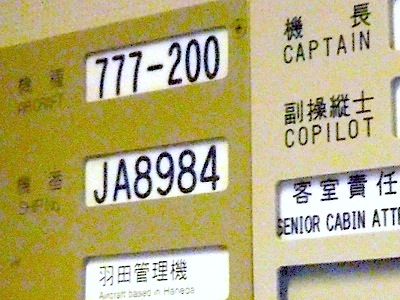 機種
777-200
機番
JA8984
羽田管理機
Aircraft based in Haneda
機長
CAPTAIN
副操縦士
COPILOT
客室責任
SENIOR CABIN ATT